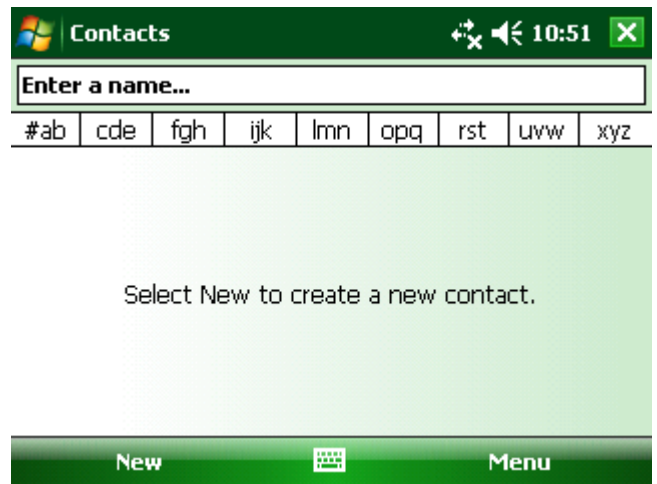 Contacts 10:51
Enter a name...
#ab cde fgh ijk lmn opq rst uvw xyz
Select New to create a new contact.
New Menu